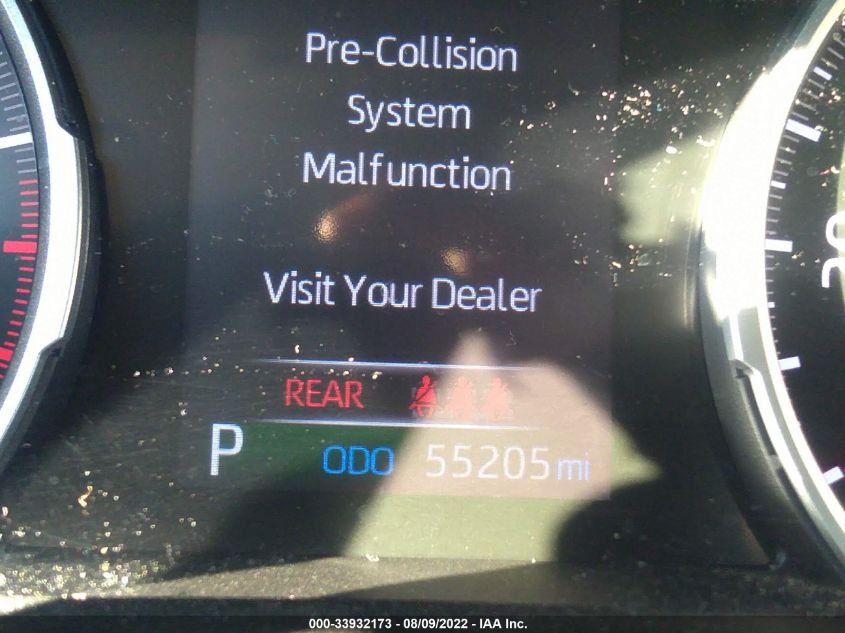 Pre-Collision
System
Malfunction
Visit Your Dealer
REAR
P ODO 55205 mi
000-33932173 - 08/09/2022 - IAA Inc.